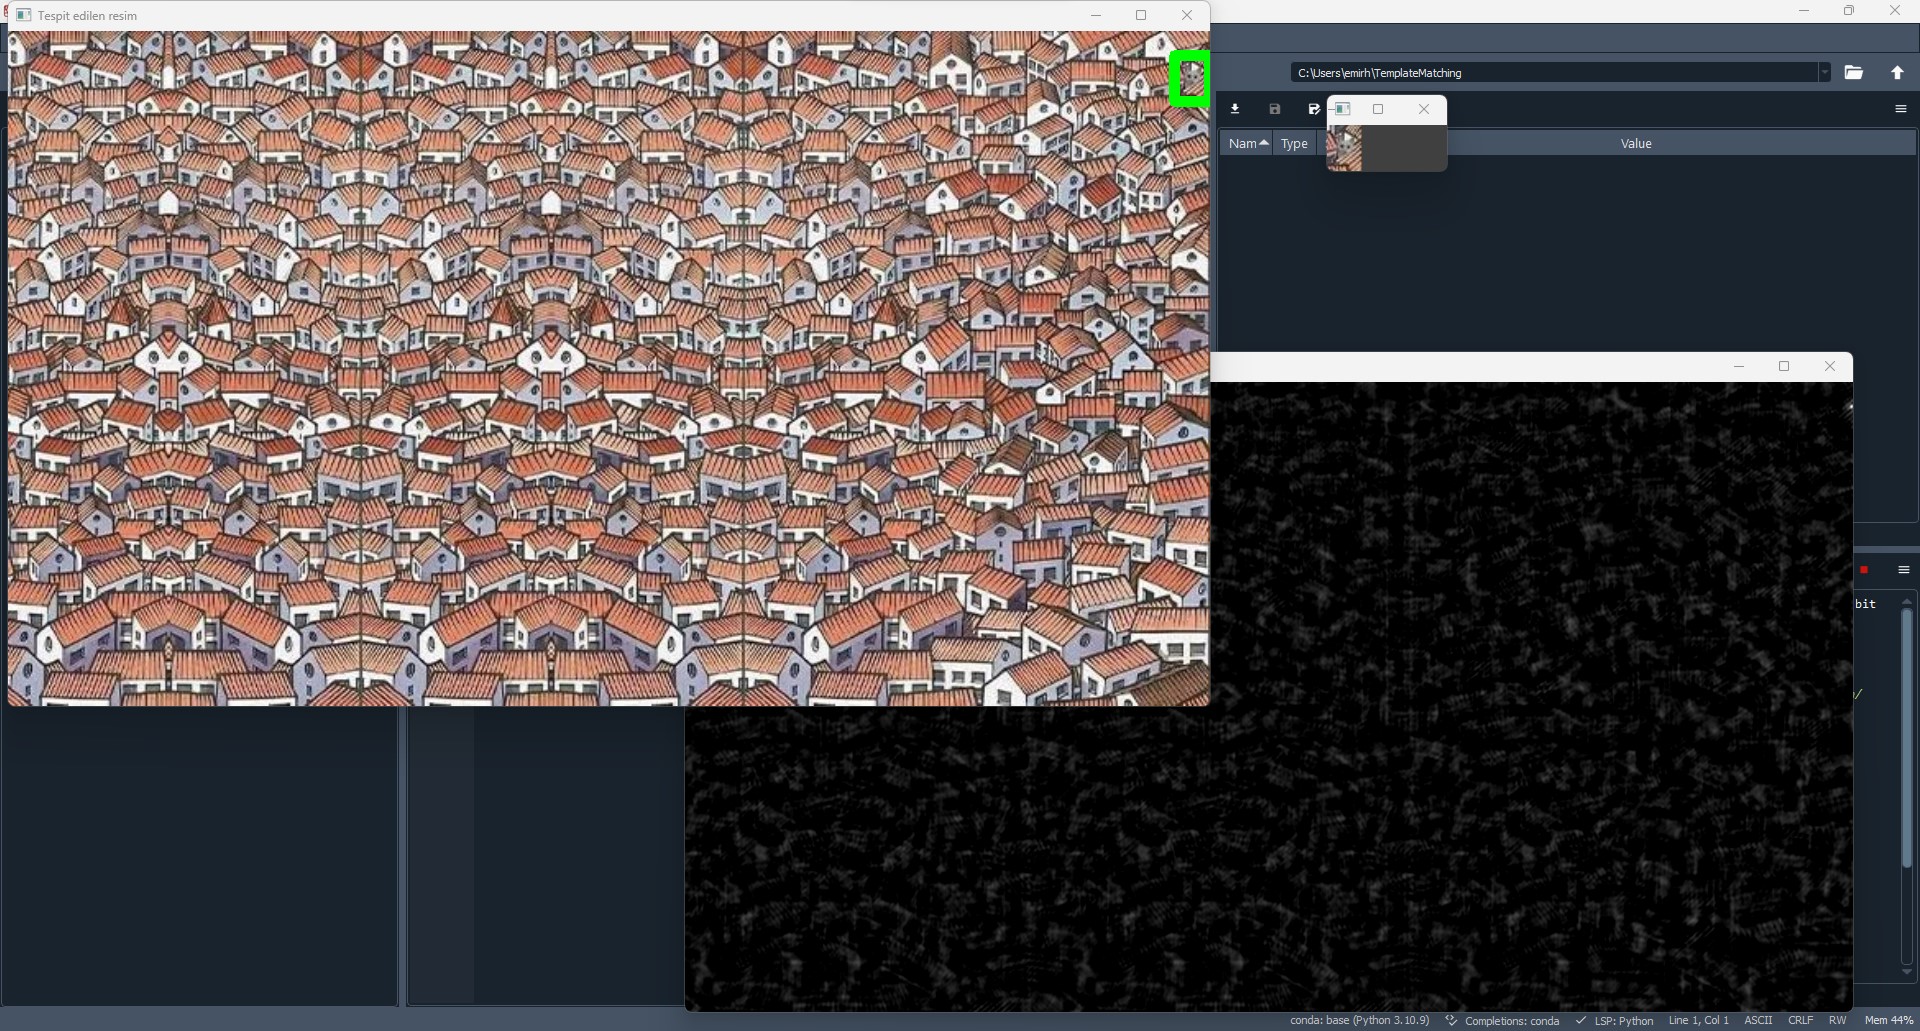 Tespit edilen resim
C:\Users\emirh\TemplateMatching
Nam Type Value
bit
/
conda: base (Python 3.10.9) Completions: conda LSP: Python Line 1, Col 1 ASCII CRLF RW Mem 44%